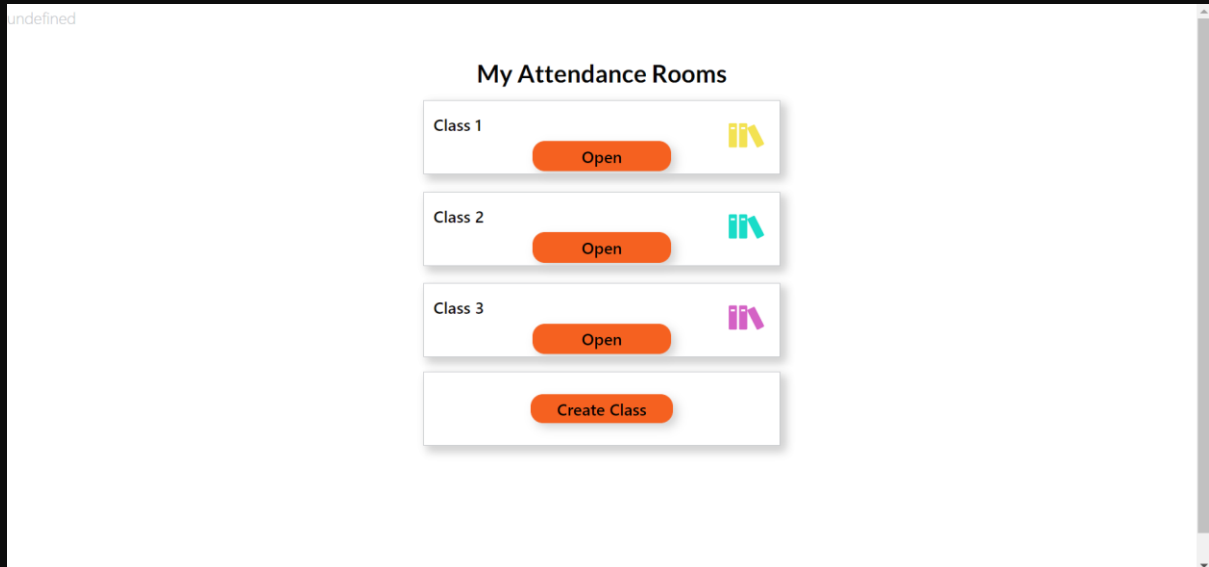 undefined
My Attendance Rooms
Class 1
Open
Class 2
Open
Class 3
Open
Create Class